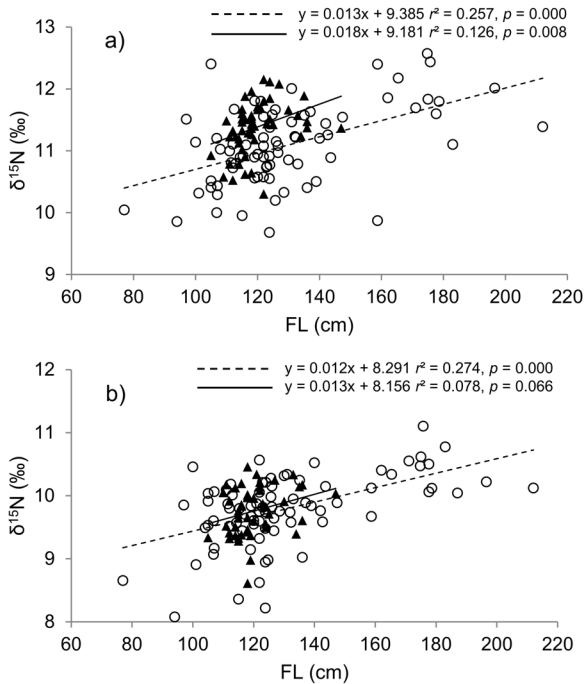 y = 0.013x + 9.385 r² = 0.257, p = 0.000
y = 0.018x + 9.181 r² = 0.126, p = 0.008
a)
13
12
11
10
9
δ¹⁵N (‰)
60 80 100 120 140 160 180 200 220
FL (cm)
y = 0.012x + 8.291 r² = 0.274, p = 0.000
y = 0.013x + 8.156 r² = 0.078, p = 0.066
b)
12
11
10
9
8
δ¹⁵N (‰)
60 80 100 120 140 160 180 200 220
FL (cm)